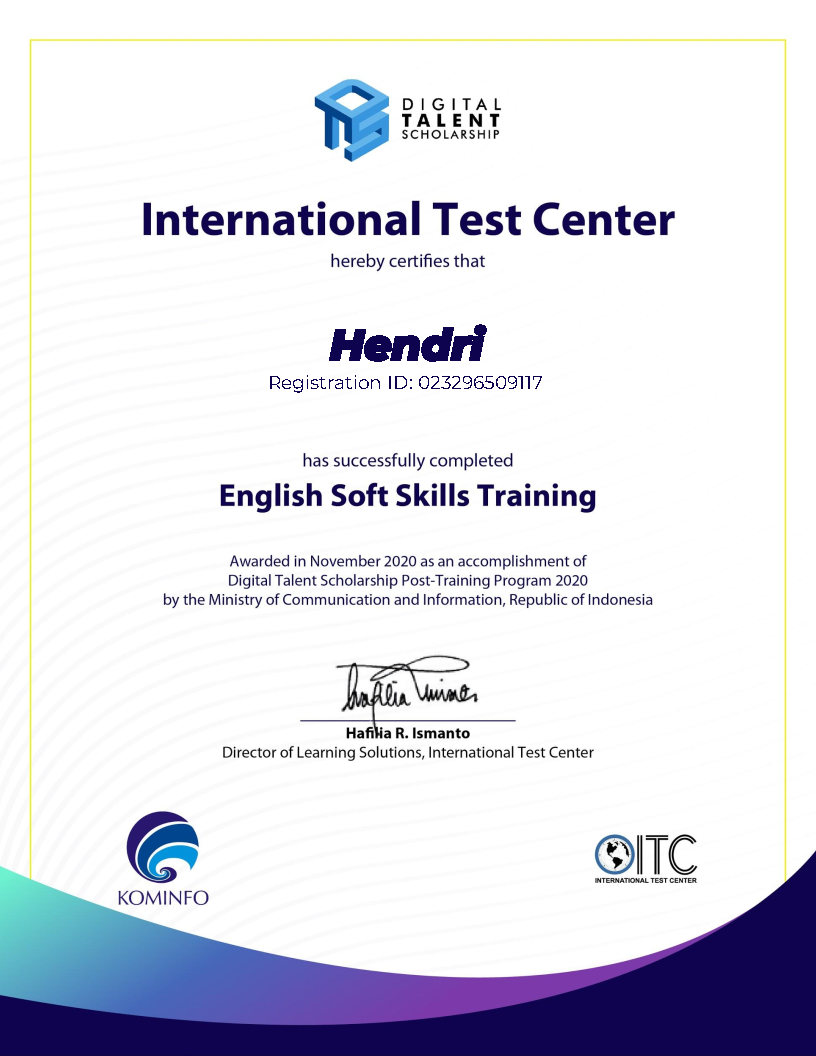 DIGITAL
TALENT
SCHOLARSHIP
International Test Center
hereby certifies that
Hendri
Registration ID: 023296509117
has successfully completed
English Soft Skills Training
Awarded in November 2020 as an accomplishment of
Digital Talent Scholarship Post-Training Program 2020
by the Ministry of Communication and Information, Republic of Indonesia
Hafilia R. Ismanto
Director of Learning Solutions, International Test Center
KOMINFO
ITC
INTERNATIONAL TEST CENTER